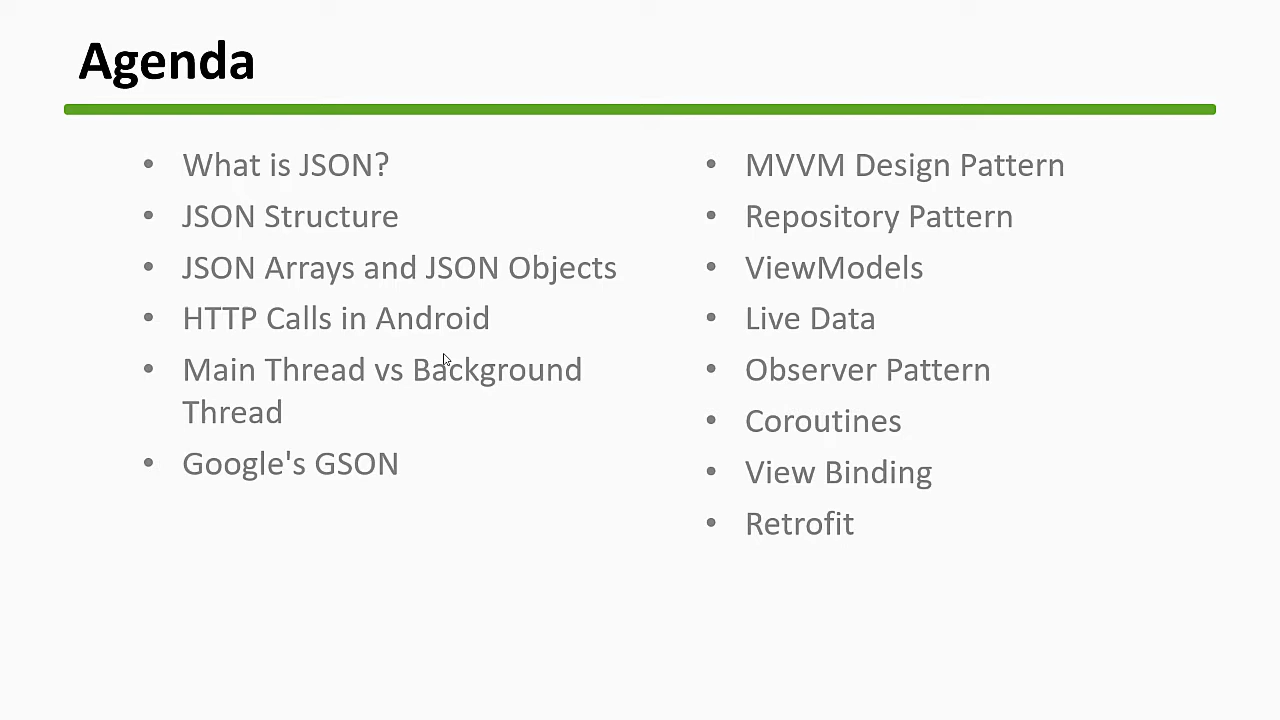 Agenda
• What is JSON?
• JSON Structure
• JSON Arrays and JSON Objects
• HTTP Calls in Android
• Main Thread vs Background
Thread
• Google's GSON
• MVVM Design Pattern
• Repository Pattern
• ViewModels
• Live Data
• Observer Pattern
• Coroutines
• View Binding
• Retrofit